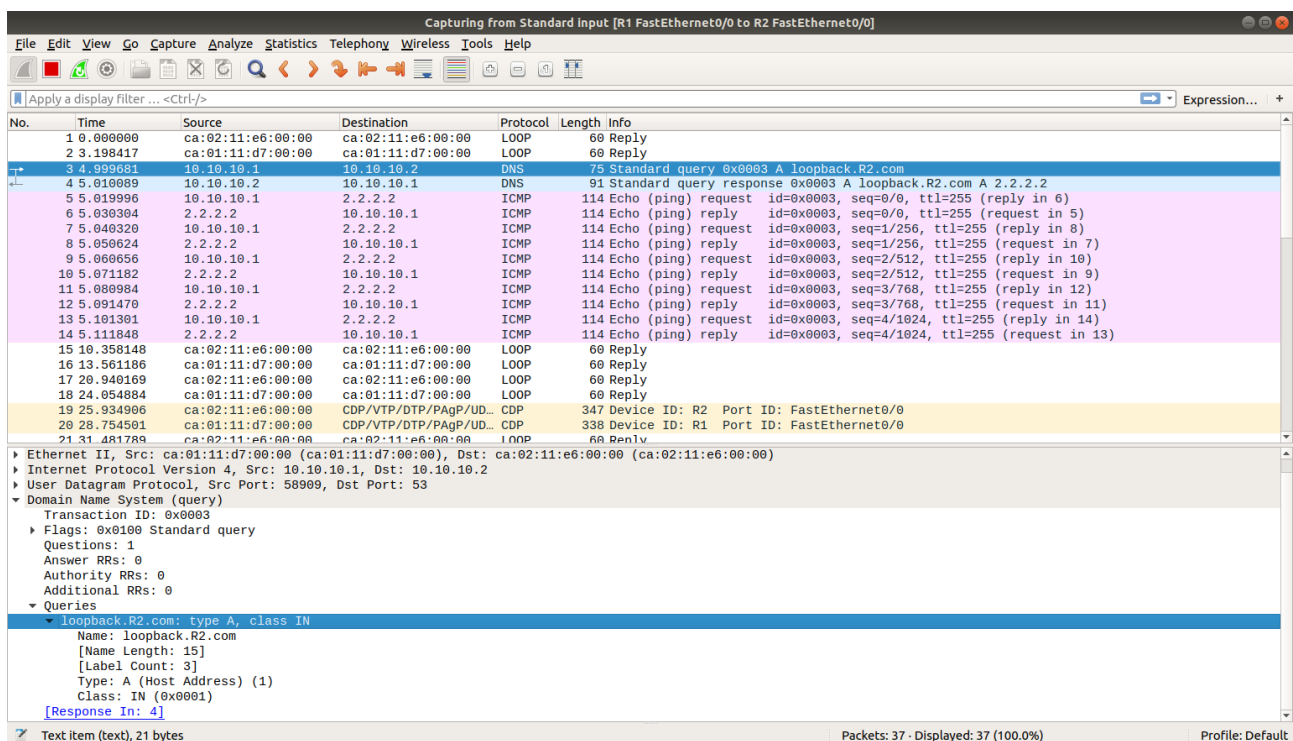 Capturing from Standard input [R1 FastEthernet0/0 to R2 FastEthernet0/0]
File Edit View Go Capture Analyze Statistics Telephony Wireless Tools Help
Apply a display filter … <Ctrl-/> Expression… +
No. Time Source Destination Protocol Length Info
1 0.000000 ca:02:11:e6:00:00 ca:02:11:e6:00:00 LOOP 60 Reply
2 3.198417 ca:01:11:d7:00:00 ca:01:11:d7:00:00 LOOP 60 Reply
3 4.999681 10.10.10.1 10.10.10.2 DNS 75 Standard query 0x0003 A loopback.R2.com
4 5.010089 10.10.10.2 10.10.10.1 DNS 91 Standard query response 0x0003 A loopback.R2.com A 2.2.2.2
5 5.019996 10.10.10.1 2.2.2.2 ICMP 114 Echo (ping) request id=0x0003, seq=0/0, ttl=255 (reply in 6)
6 5.030304 2.2.2.2 10.10.10.1 ICMP 114 Echo (ping) reply id=0x0003, seq=0/0, ttl=255 (request in 5)
7 5.040320 10.10.10.1 2.2.2.2 ICMP 114 Echo (ping) request id=0x0003, seq=1/256, ttl=255 (reply in 8)
8 5.050624 2.2.2.2 10.10.10.1 ICMP 114 Echo (ping) reply id=0x0003, seq=1/256, ttl=255 (request in 7)
9 5.060656 10.10.10.1 2.2.2.2 ICMP 114 Echo (ping) request id=0x0003, seq=2/512, ttl=255 (reply in 10)
10 5.071182 2.2.2.2 10.10.10.1 ICMP 114 Echo (ping) reply id=0x0003, seq=2/512, ttl=255 (request in 9)
11 5.080984 10.10.10.1 2.2.2.2 ICMP 114 Echo (ping) request id=0x0003, seq=3/768, ttl=255 (reply in 12)
12 5.091470 2.2.2.2 10.10.10.1 ICMP 114 Echo (ping) reply id=0x0003, seq=3/768, ttl=255 (request in 11)
13 5.101301 10.10.10.1 2.2.2.2 ICMP 114 Echo (ping) request id=0x0003, seq=4/1024, ttl=255 (reply in 14)
14 5.111848 2.2.2.2 10.10.10.1 ICMP 114 Echo (ping) reply id=0x0003, seq=4/1024, ttl=255 (request in 13)
15 10.358148 ca:02:11:e6:00:00 ca:02:11:e6:00:00 LOOP 60 Reply
16 13.561186 ca:01:11:d7:00:00 ca:01:11:d7:00:00 LOOP 60 Reply
17 20.940169 ca:02:11:e6:00:00 ca:02:11:e6:00:00 LOOP 60 Reply
18 24.054884 ca:01:11:d7:00:00 ca:01:11:d7:00:00 LOOP 60 Reply
19 25.934906 ca:02:11:e6:00:00 CDP/VTP/DTP/PAgP/UD… CDP 347 Device ID: R2 Port ID: FastEthernet0/0
20 28.754501 ca:01:11:d7:00:00 CDP/VTP/DTP/PAgP/UD… CDP 338 Device ID: R1 Port ID: FastEthernet0/0
21 31.481789 ca:02:11:e6:00:00 ca:02:11:e6:00:00 LOOP 60 Reply
Ethernet II, Src: ca:01:11:d7:00:00 (ca:01:11:d7:00:00), Dst: ca:02:11:e6:00:00 (ca:02:11:e6:00:00)
Internet Protocol Version 4, Src: 10.10.10.1, Dst: 10.10.10.2
User Datagram Protocol, Src Port: 58909, Dst Port: 53
Domain Name System (query)
Transaction ID: 0x0003
Flags: 0x0100 Standard query
Questions: 1
Answer RRs: 0
Authority RRs: 0
Additional RRs: 0
Queries
loopback.R2.com: type A, class IN
Name: loopback.R2.com
[Name Length: 15]
[Label Count: 3]
Type: A (Host Address) (1)
Class: IN (0x0001)
[Response In: 4]
Text item (text), 21 bytes Packets: 37 · Displayed: 37 (100.0%) Profile: Default